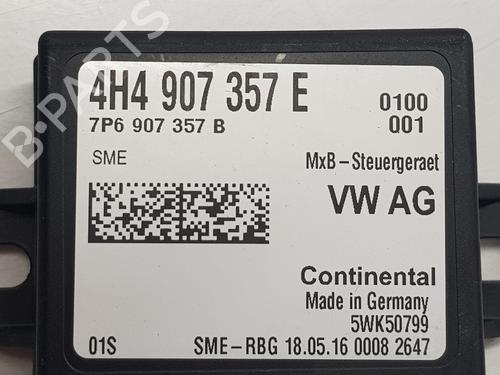 4H4 907 357 E
0100
7P6 907 357 B
001
SME
MxB-Steuergeraet
VW AG
Continental
Made in Germany
5WK50799
01S
SME-RBG 18.05.16 0008 2647
B-PARTS